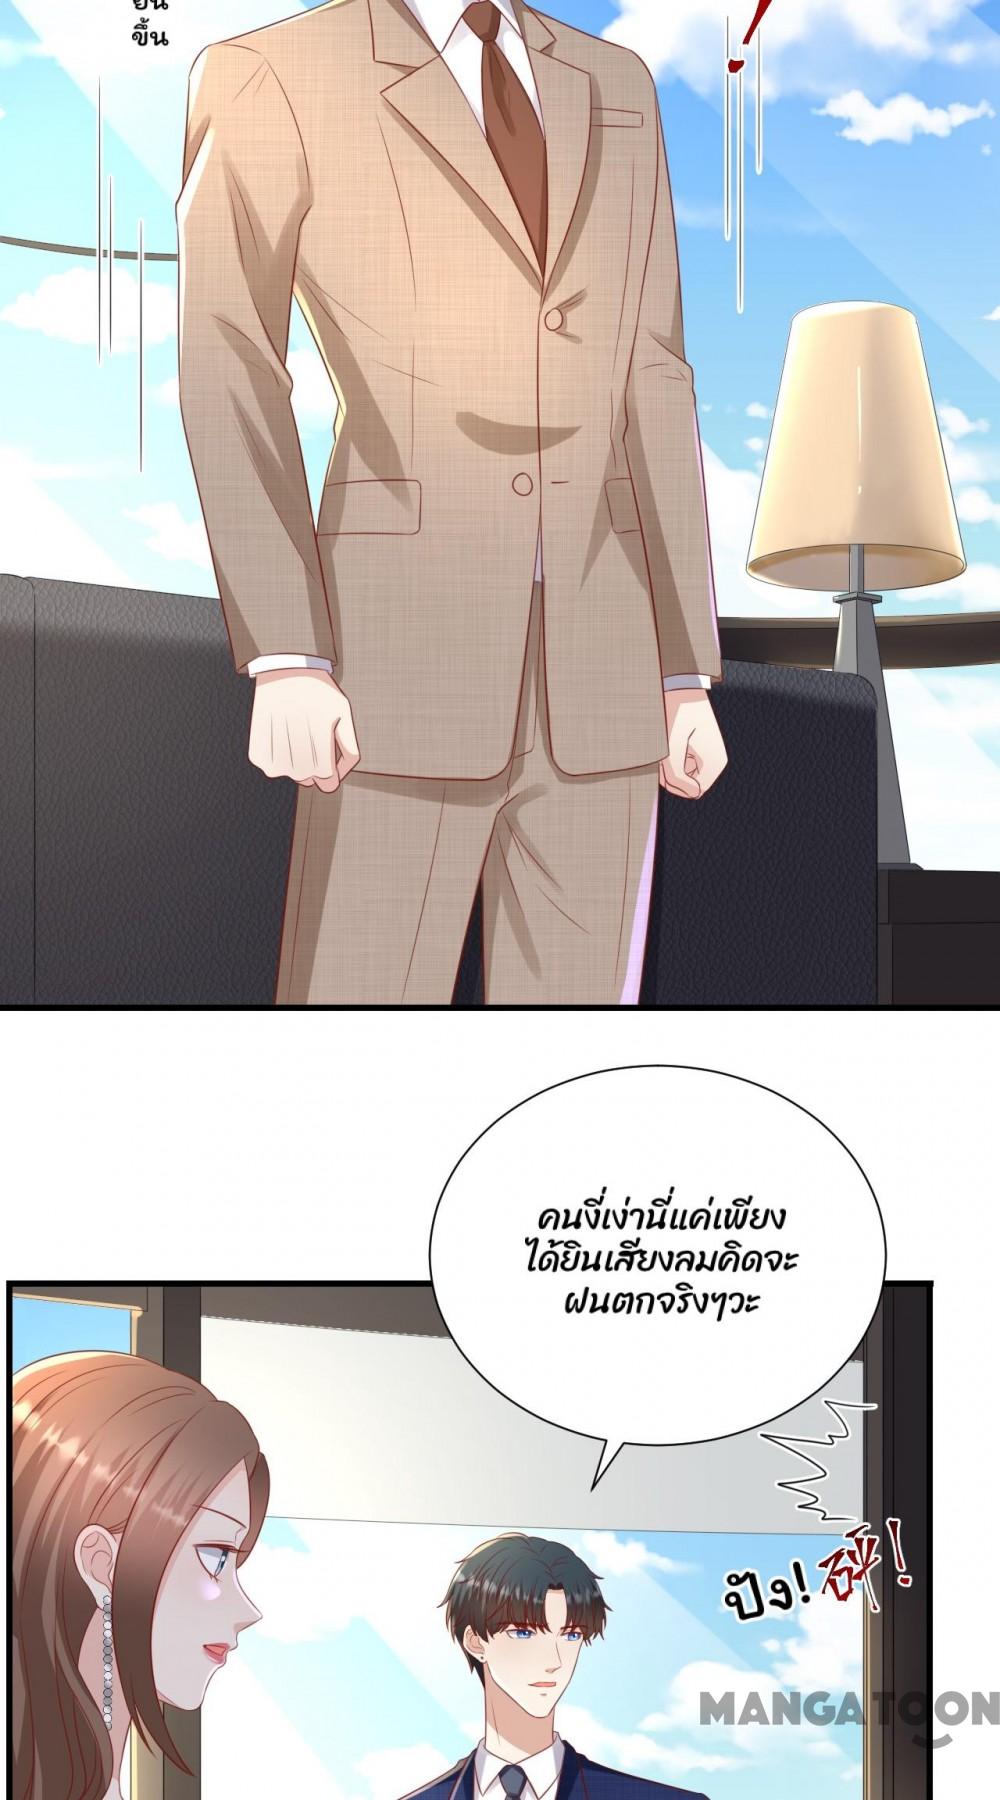 ยืน
ขึ้น
คนงี่เง่านี่แค่เพียง
ได้ยินเสียงลมคิดจะ
ฝนตกจริงๆวะ
ปัง! 砰!
MANGATOON